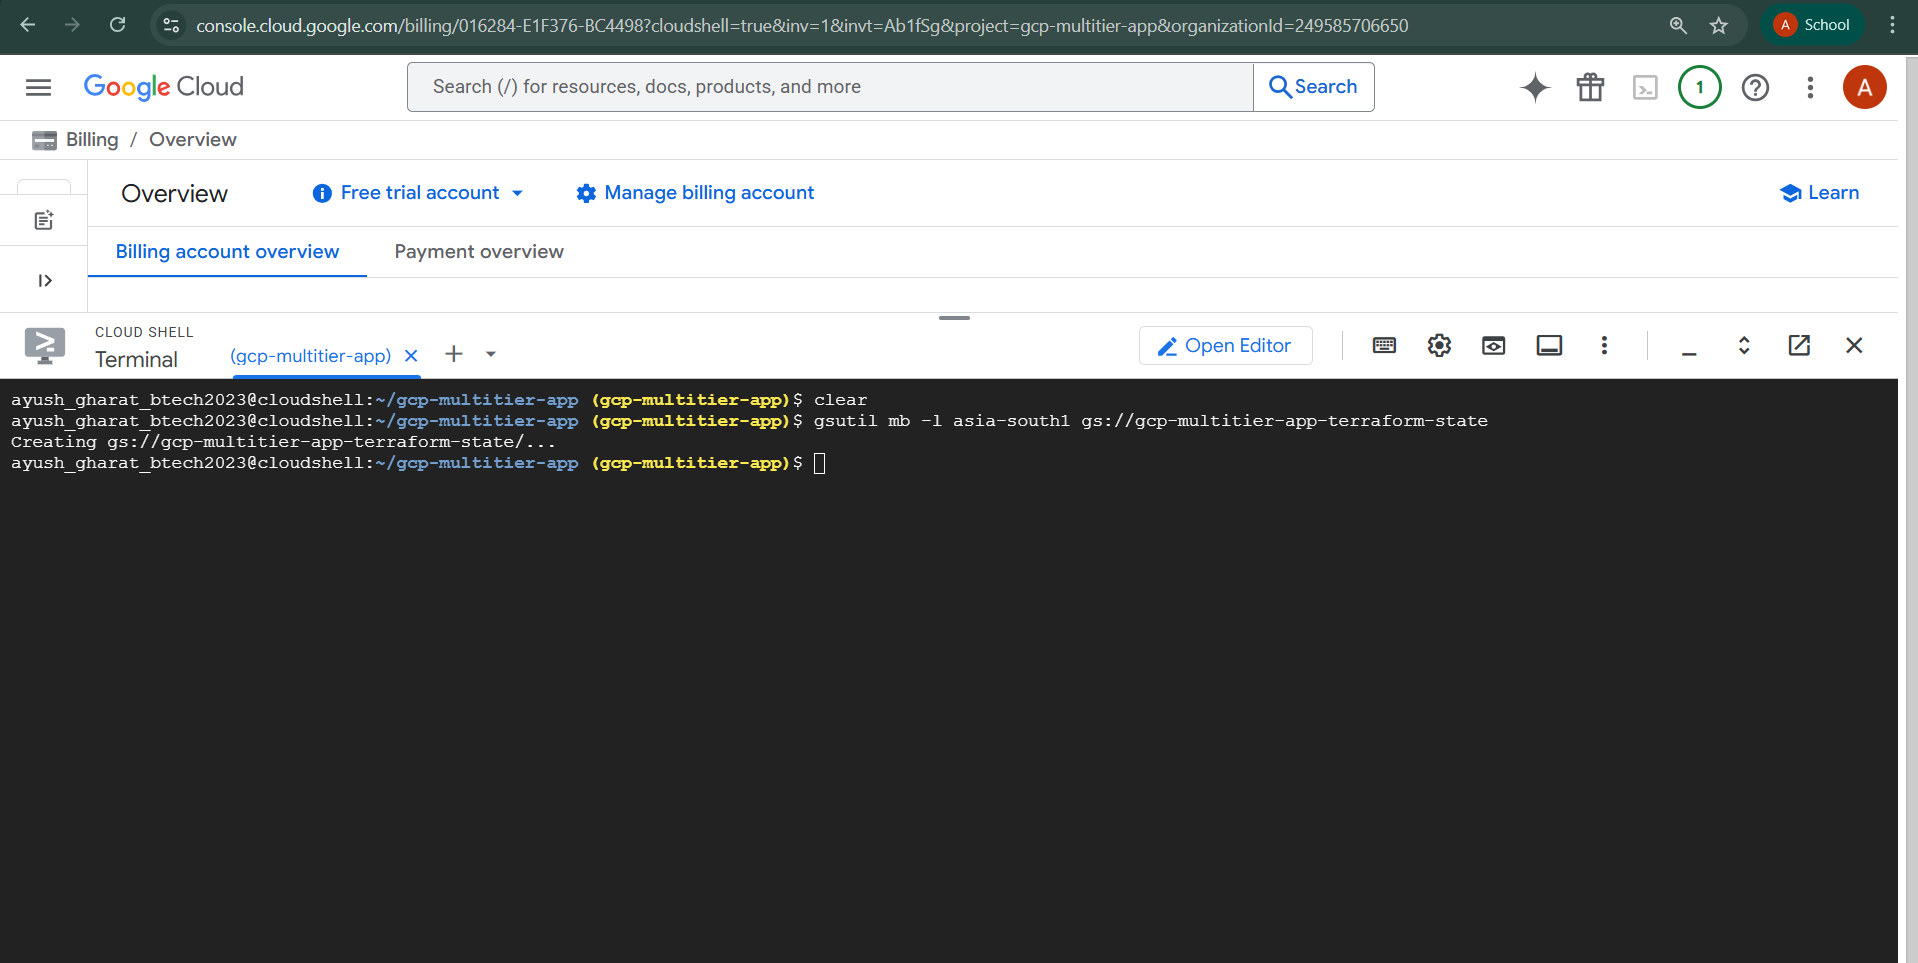 console.cloud.google.com/billing/016284-E1F376-BC4498?cloudshell=true&inv=1&invt=Ab1fSg&project=gcp-multitier-app&organizationId=249585706650
A School
Google Cloud
Search (/) for resources, docs, products, and more
Search
1
A
Billing / Overview
Overview
Free trial account
Manage billing account
Learn
Billing account overview
Payment overview
CLOUD SHELL
Terminal
(gcp-multitier-app)
Open Editor
ayush_gharat_btech2023@cloudshell:~/gcp-multitier-app (gcp-multitier-app)$ clear
ayush_gharat_btech2023@cloudshell:~/gcp-multitier-app (gcp-multitier-app)$ gsutil mb -l asia-south1 gs://gcp-multitier-app-terraform-state
Creating gs://gcp-multitier-app-terraform-state/...
ayush_gharat_btech2023@cloudshell:~/gcp-multitier-app (gcp-multitier-app)$